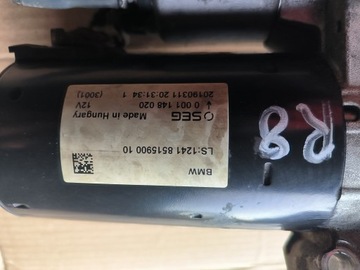 BMW
LS:1241 8515900 10
SEG
Made in Hungary
12V
0 001 148 020
20190311 20:31:34 1
(3001)
R8